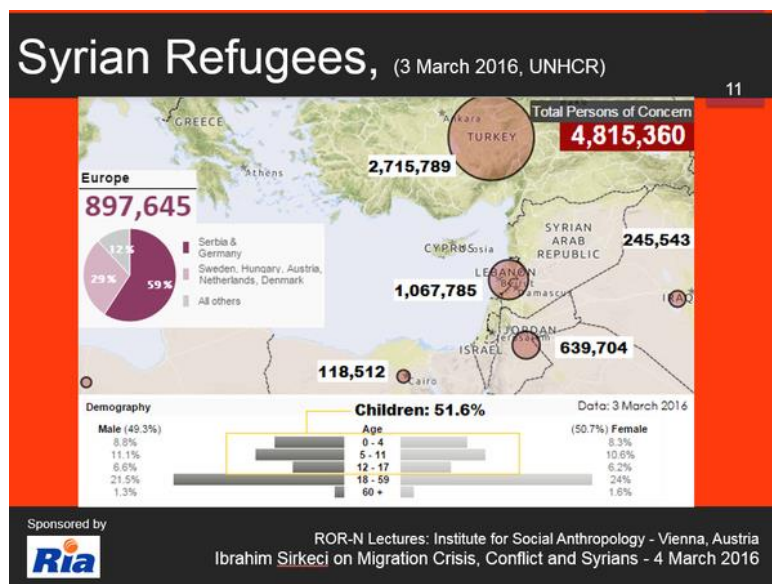 Syrian Refugees, (3 March 2016, UNHCR)
11
GREECE
Ankara
TURKEY
Total Persons of Concern
4,815,360
2,715,789
Athens
Europe
897,645
12%
29%
59%
Serbia &
Germany
Sweden, Hungary, Austria,
Netherlands, Denmark
All others
SYRIAN
ARAB
REPUBLIC
245,543
CYPRUS
LEBANON
Beirut
Damascus
1,067,785
IRAQ
ISRAEL
JORDAN
Jerusalem
639,704
118,512
Cairo
Demography
Children: 51.6%
Data: 3 March 2016
Male (49.3%) Age (50.7%) Female
8.8% 0 - 4 8.3%
11.1% 5 - 11 10.6%
6.6% 12 - 17 6.2%
21.5% 18 - 59 24%
1.3% 60 + 1.6%
Sponsored by
Ria
ROR-N Lectures: Institute for Social Anthropology - Vienna, Austria
Ibrahim Sirkeci on Migration Crisis, Conflict and Syrians - 4 March 2016